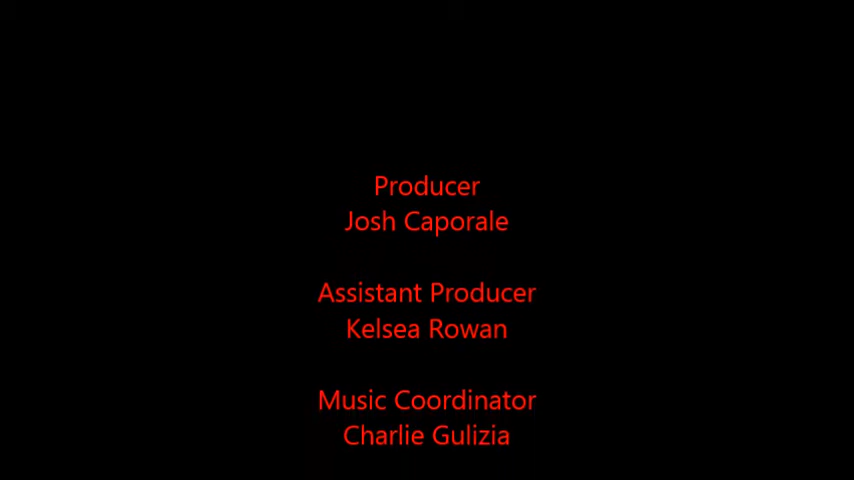 Producer
Josh Caporale
Assistant Producer
Kelsea Rowan
Music Coordinator
Charlie Gulizia